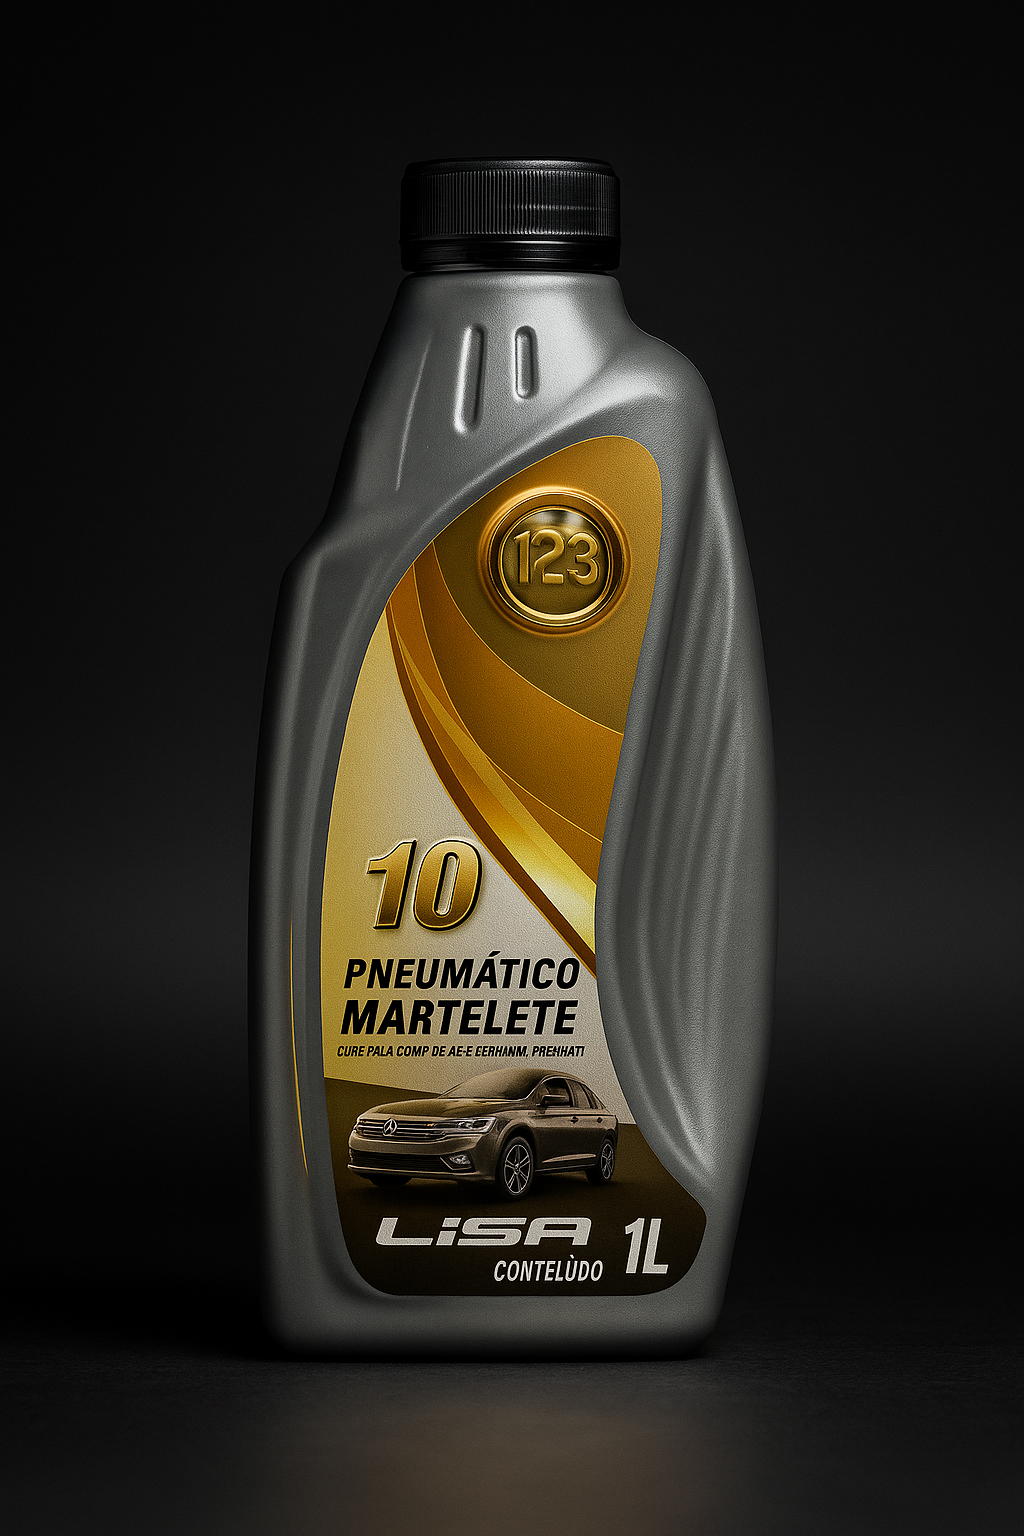 123
10
PNEUMÁTICO
MARTELETE
CURE PALA COMP DE AE-E EERHANM, PREHHATI
LiSA 1L
CONTELÙDO